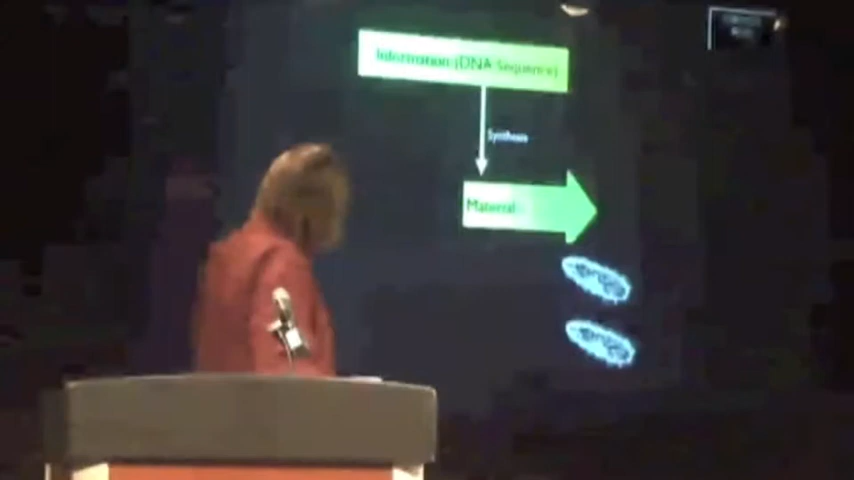 Information (DNA Sequence)
Synthesis
Material